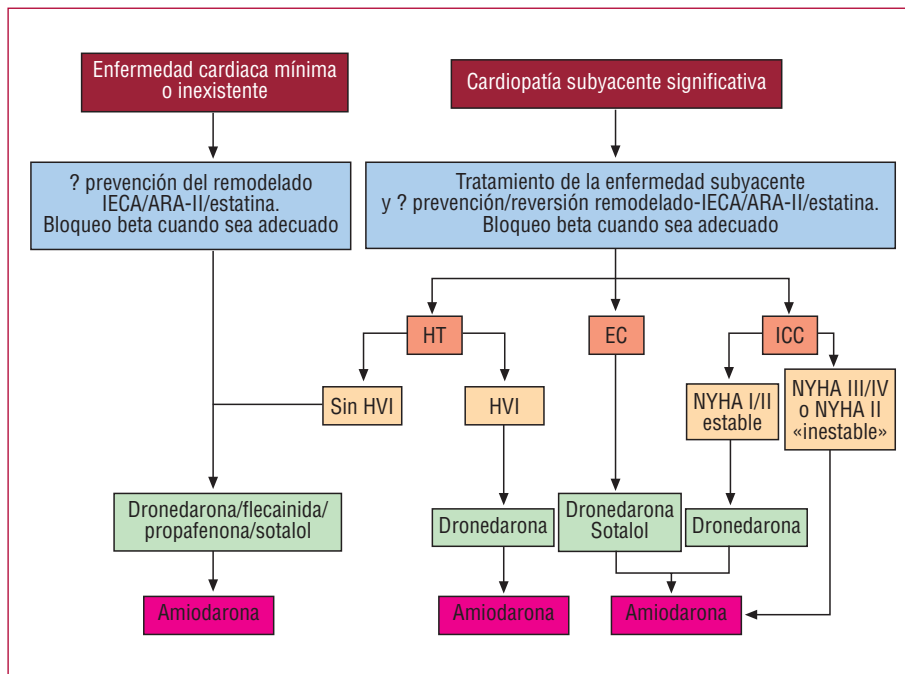 Enfermedad cardiaca mínima
o inexistente
Cardiopatía subyacente significativa
? prevención del remodelado
IECA/ARA-II/estatina.
Bloqueo beta cuando sea adecuado
Tratamiento de la enfermedad subyacente
y ? prevención/reversión remodelado-IECA/ARA-II/estatina.
Bloqueo beta cuando sea adecuado
HT
EC
ICC
Sin HVI
HVI
NYHA I/II
estable
NYHA III/IV
o NYHA II
«inestable»
Dronedarona/flecainida/
propafenona/sotalol
Dronedarona
Dronedarona
Sotalol
Dronedarona
Amiodarona
Amiodarona
Amiodarona